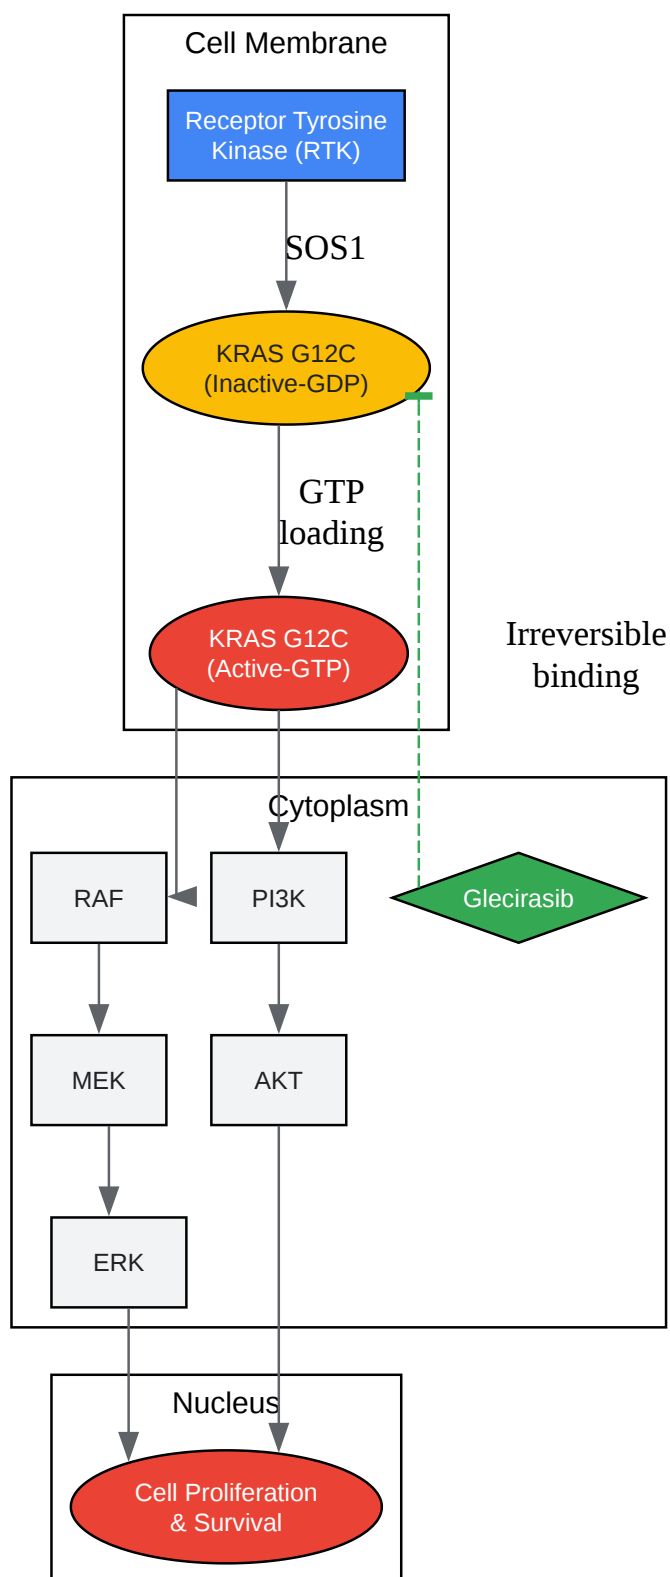 Cell Membrane
Receptor Tyrosine
Kinase (RTK)
SOS1
KRAS G12C
(Inactive-GDP)
GTP
loading
KRAS G12C
(Active-GTP)
Irreversible
binding
Cytoplasm
RAF
PI3K
Glecirasib
MEK
AKT
ERK
Nucleus
Cell Proliferation
& Survival